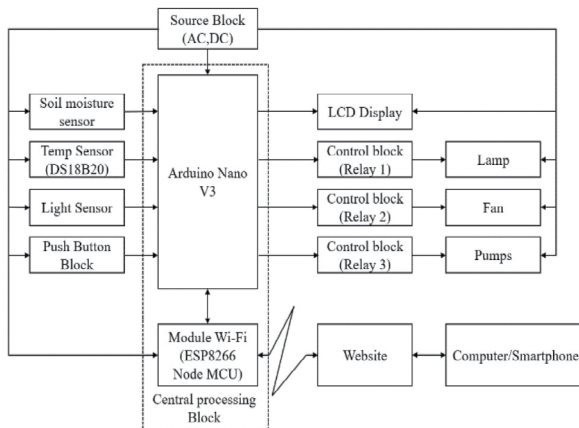 Source Block
(AC,DC)
Soil moisture
sensor
LCD Display
Temp Sensor
(DS18B20)
Arduino Nano
V3
Control block
(Relay 1)
Lamp
Light Sensor
Control block
(Relay 2)
Fan
Push Button
Block
Control block
(Relay 3)
Pumps
Module Wi-Fi
(ESP8266
Node MCU)
Website
Computer/Smartphone
Central processing
Block